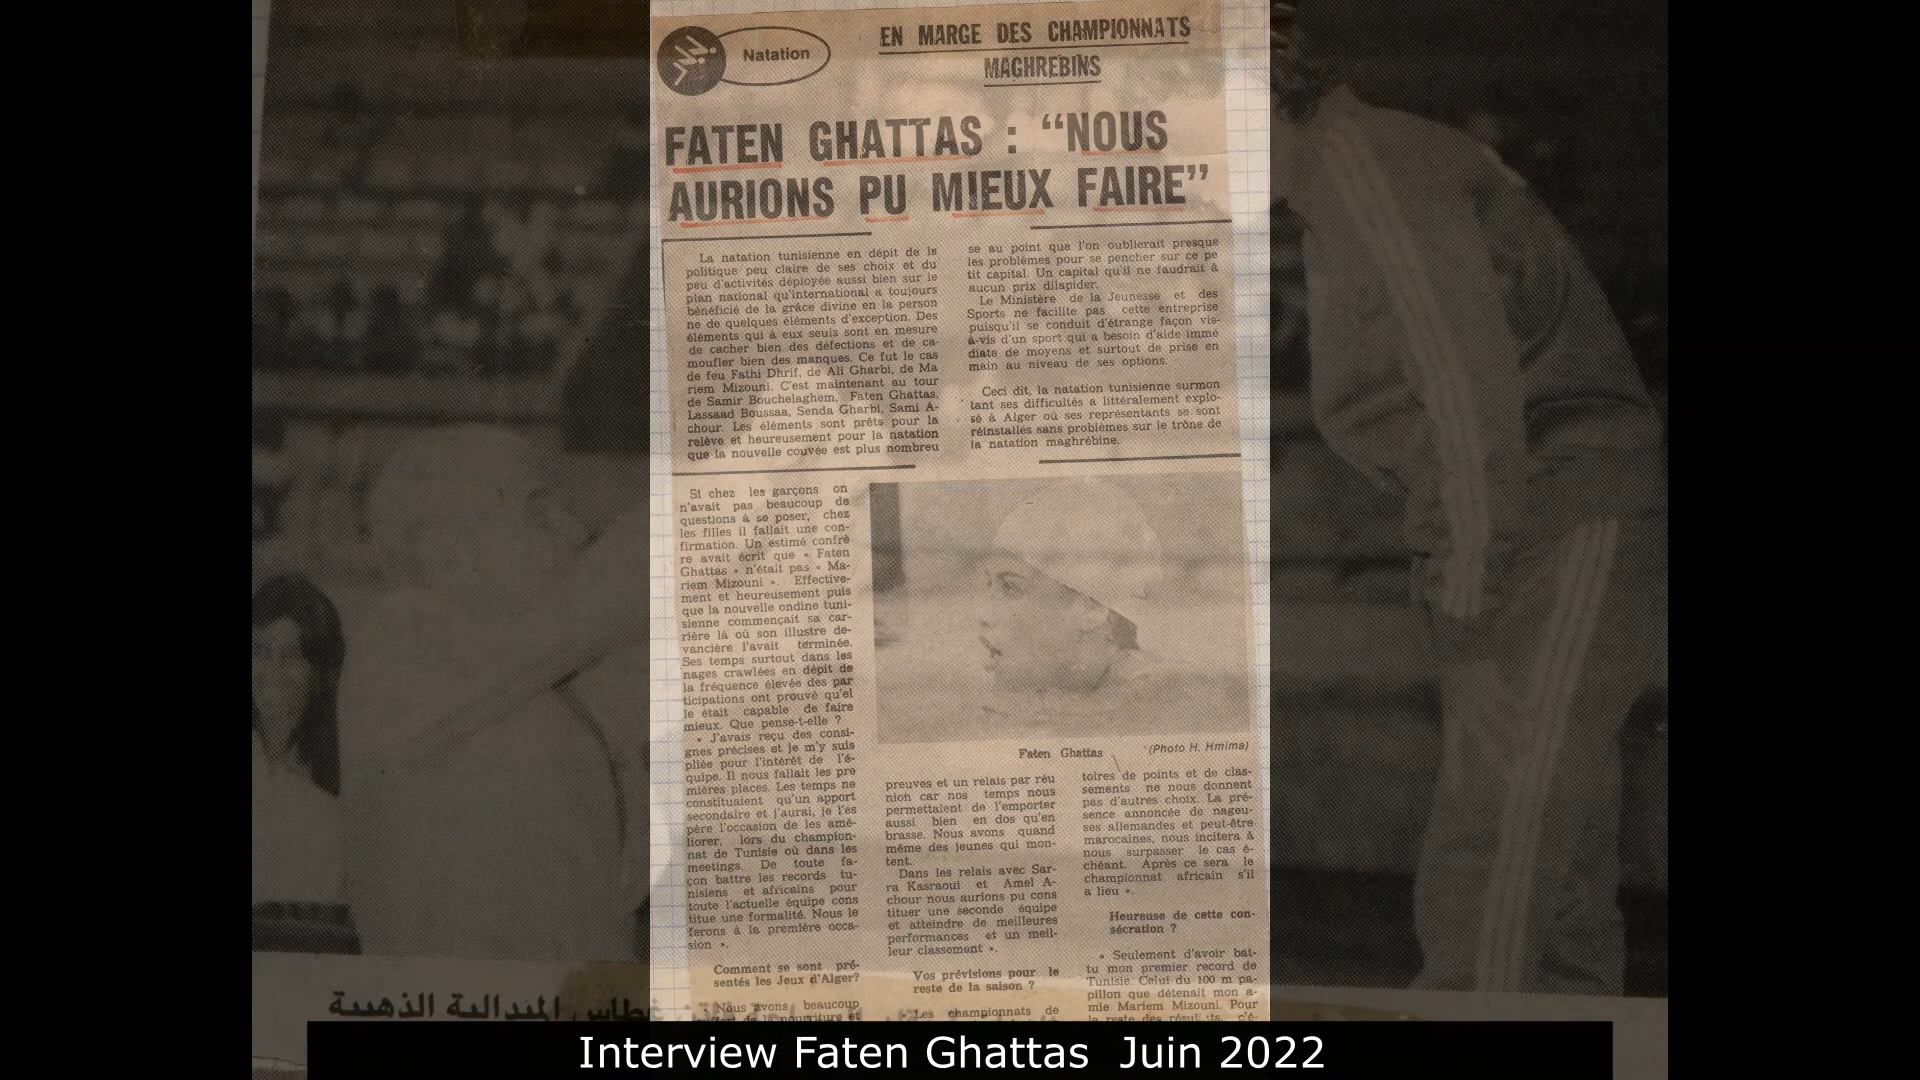 Natation
EN MARGE DES CHAMPIONNATS
MAGHREBINS
FATEN GHATTAS : “NOUS
AURIONS PU MIEUX FAIRE”
La natation tunisienne en dépit de la
politique peu claire de ses choix et du
peu d'activités déployée aussi bien sur le
plan national qu'international a toujours
bénéficié de la grâce divine en la person
ne de quelques éléments d'exception. Des
éléments qui à eux seuls sont en mesure
de cacher bien des défections et de ca-
moufler bien des manques. Ce fut le cas
de feu Fathi Dhrif, de Ali Gharbi, de Ma
riem Mizouni. C'est maintenant au tour
de Samir Bouchelaghem, Faten Ghattas,
Lassaad Boussaa, Senda Gharbi, Sami A-
chour. Les éléments sont prêts pour la
relève et heureusement pour la natation
que la nouvelle couvée est plus nombreu
se au point que l'on oublierait presque
les problèmes pour se pencher sur ce pe
tit capital. Un capital qu'il ne faudrait à
aucun prix dilapider.
Le Ministère de la Jeunesse et des
Sports ne facilite pas cette entreprise
puisqu'il se conduit d'étrange façon vis-
à-vis d'un sport qui a besoin d'aide immé
diate de moyens et surtout de prise en
main au niveau de ses options.
Ceci dit, la natation tunisienne surmon
tant ses difficultés a littéralement explo-
sé à Alger où ses représentants se sont
réinstallés sans problèmes sur le trône de
la natation maghrébine.
Si chez les garçons on
n'avait pas beaucoup de
questions à se poser, chez
les filles il fallait une con-
firmation. Un estimé confrè
re avait écrit que « Faten
Ghattas » n'était pas « Ma-
riem Mizouni ». Effective-
ment et heureusement puis
que la nouvelle ondine tuni-
sienne commençait sa car-
rière là où son illustre de-
vancière l'avait terminée.
Ses temps surtout dans les
nages crawlées en dépit de
la fréquence élevée des par
ticipations ont prouvé qu'el
le était capable de faire
mieux. Que pense-t-elle ?
« J'avais reçu des consi-
gnes précises et je m'y suis
pliée pour l'intérêt de l'é-
quipe. Il nous fallait les pre
mières places. Les temps ne
constituaient qu'un apport
secondaire et j'aurai, je l'es
père l'occasion de les amé-
liorer, lors du champion-
nat de Tunisie où dans les
meetings. De toute fa-
çon battre les records tu-
nisiens et africains pour
toute l'actuelle équipe cons
titue une formalité. Nous le
ferons à la première occa-
sion ».
Comment se sont pré-
sentés les Jeux d'Alger?
Nous avons beaucoup
de la nourriture et
Faten Ghattas
(Photo H. Hmima)
preuves et un relais par réu
nion car nos temps nous
permettaient de l'emporter
aussi bien en dos qu'en
brasse. Nous avons quand
même des jeunes qui mon-
tent.
Dans les relais avec Sar-
ra Kasraoui et Amel A-
chour nous aurions pu cons
tituer une seconde équipe
et atteindre de meilleures
performances et un meil-
leur classement ».
Vos prévisions pour le
reste de la saison ?
Les championnats de
toires de points et de clas-
sements ne nous donnent
pas d'autres choix. La pré-
sence annoncée de nageu-
ses allemandes et peut-être
marocaines, nous incitera à
nous surpasser le cas é-
chéant. Après ce sera le
championnat africain s'il
a lieu ».
Heureuse de cette con-
sécration ?
« Seulement d'avoir bat-
tu mon premier record de
Tunisie. Celui du 100 m pa-
pillon que détenait mon a-
mie Mariem Mizouni. Pour
le reste des résultats, c'é-
غطاس الميدالية الذهبية
Interview Faten Ghattas Juin 2022